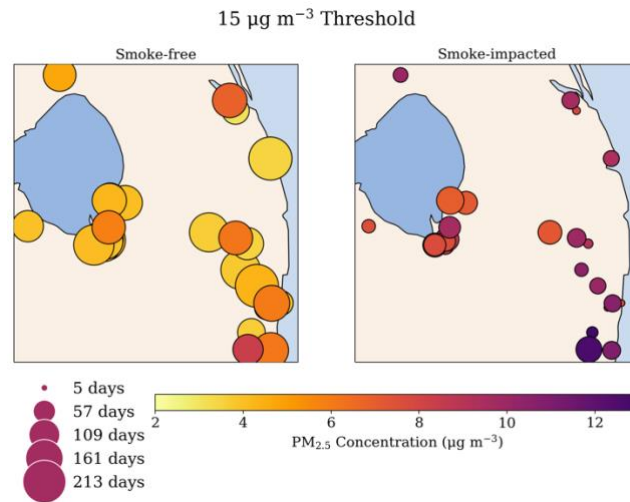 15 μg m⁻³ Threshold
Smoke-free
Smoke-impacted
5 days
57 days
109 days
161 days
213 days
2 4 6 8 10 12
PM₂.₅ Concentration (μg m⁻³)